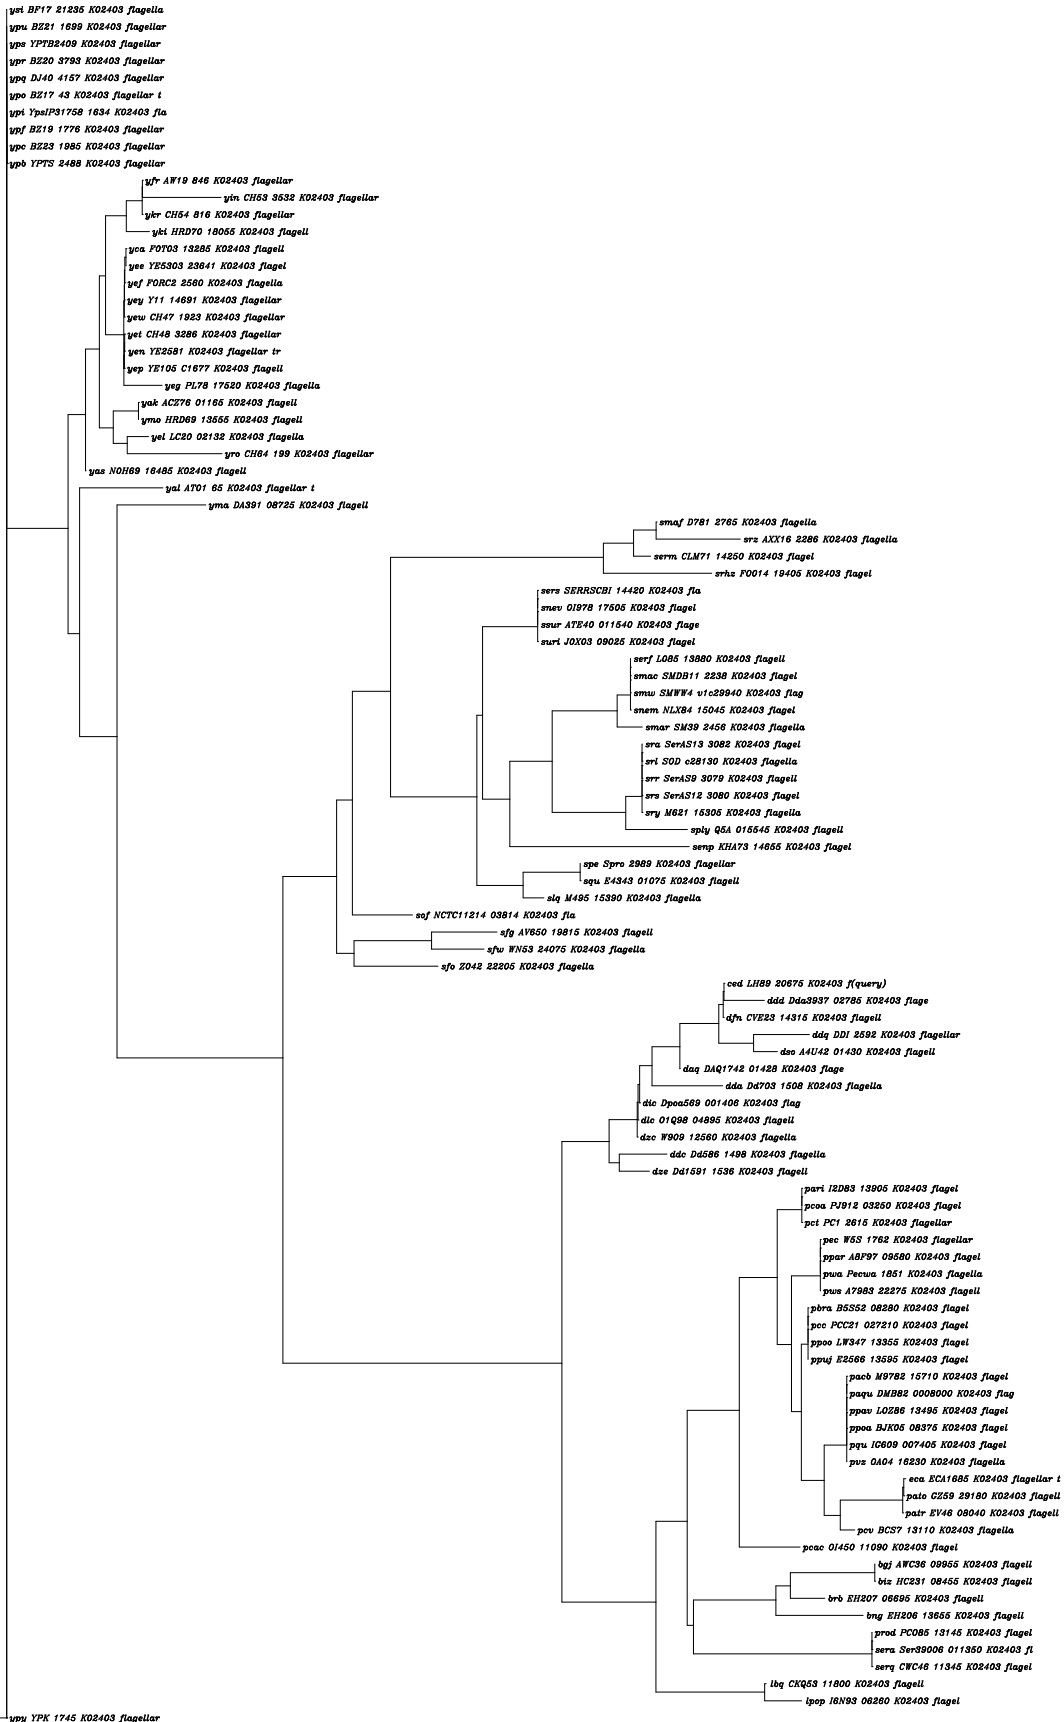 ysi BF17 21235 K02403 flagella
ypu BZ21 1699 K02403 flagellar
yps YPTB2409 K02403 flagellar
ypr BZ20 3793 K02403 flagellar
ypq DJ40 4157 K02403 flagellar
ypo BZ17 43 K02403 flagellar t
ypi YpsIP31758 1634 K02403 fla
ypf BZ19 1776 K02403 flagellar
ypc BZ23 1985 K02403 flagellar
ypb YPTS 2488 K02403 flagellar
yfr AW19 846 K02403 flagellar
yin CH53 3532 K02403 flagellar
ykr CH54 816 K02403 flagellar
yki HRD70 18055 K02403 flagell
yca F0T03 13285 K02403 flagell
yee YE5303 23641 K02403 flagel
yef FORC2 2560 K02403 flagella
yey Y11 14691 K02403 flagellar
yew CH47 1923 K02403 flagellar
yet CH48 3286 K02403 flagellar
yen YE2581 K02403 flagellar tr
yep YE105 C1677 K02403 flagell
yeg PL78 17520 K02403 flagella
yak ACZ76 01165 K02403 flagell
ymo HRD69 13555 K02403 flagell
yel LC20 02132 K02403 flagella
yro CH64 199 K02403 flagellar
yas N0H69 16485 K02403 flagell
yal AT01 65 K02403 flagellar t
yma DA391 08725 K02403 flagell
smaf D781 2765 K02403 flagella
srz AXX16 2286 K02403 flagella
serm CLM71 14250 K02403 flagel
srhz FO014 19405 K02403 flagel
sers SERRSCBI 14420 K02403 fla
snev OI978 17505 K02403 flagel
ssur ATE40 011540 K02403 flage
suri J0X03 09025 K02403 flagel
serf L085 13880 K02403 flagell
smac SMDB11 2238 K02403 flagel
smw SMWW4 v1c29940 K02403 flag
snem NLX84 15045 K02403 flagel
smar SM39 2456 K02403 flagella
sra SerAS13 3082 K02403 flagel
srl SOD c28130 K02403 flagella
srr SerAS9 3079 K02403 flagell
srs SerAS12 3080 K02403 flagel
sry M621 15305 K02403 flagella
sply Q5A 015545 K02403 flagell
senp KHA73 14655 K02403 flagel
spe Spro 2989 K02403 flagellar
squ E4343 01075 K02403 flagell
slq M495 15390 K02403 flagella
sof NCTC11214 03814 K02403 fla
sfg AV650 19815 K02403 flagell
sfw WN53 24075 K02403 flagella
sfo Z042 22205 K02403 flagella
ced LH89 20675 K02403 f(query)
ddd Dda3937 02785 K02403 flage
dfn CVE23 14315 K02403 flagell
ddq DDI 2592 K02403 flagellar
dso A4U42 01430 K02403 flagell
daq DAQ1742 01428 K02403 flage
dda Dd703 1508 K02403 flagella
dic Dpoa569 001406 K02403 flag
dlc O1Q98 04895 K02403 flagell
dzc W909 12560 K02403 flagella
ddc Dd586 1498 K02403 flagella
dze Dd1591 1536 K02403 flagell
pari I2D83 13905 K02403 flagel
pcoa PJ912 03250 K02403 flagel
pct PC1 2615 K02403 flagellar
pec W5S 1762 K02403 flagellar
ppar A8F97 09580 K02403 flagel
pwa Pecwa 1851 K02403 flagella
pws A7983 22275 K02403 flagell
pbra B5S52 08280 K02403 flagel
pcc PCC21 027210 K02403 flagel
ppoo LW347 13355 K02403 flagel
ppuj E2566 13595 K02403 flagel
pacb M9782 15710 K02403 flagel
paqu DMB82 0008000 K02403 flag
ppav LOZ86 13495 K02403 flagel
ppoa BJK05 08375 K02403 flagel
pqu IG609 007405 K02403 flagel
pvz OA04 16230 K02403 flagella
eca ECA1685 K02403 flagellar t
pato GZ59 29180 K02403 flagell
patr EV46 08040 K02403 flagell
pcv BCS7 13110 K02403 flagella
pcac OI450 11090 K02403 flagel
bgj AWC36 09955 K02403 flagell
biz HC231 08455 K02403 flagell
brb EH207 06695 K02403 flagell
bng EH206 13655 K02403 flagell
prod PC085 13145 K02403 flagel
sera Ser39006 011350 K02403 fl
serq CWC46 11345 K02403 flagel
lbq CKQ53 11800 K02403 flagell
lpop I6N93 06260 K02403 flagel
ypy YPK 1745 K02403 flagellar